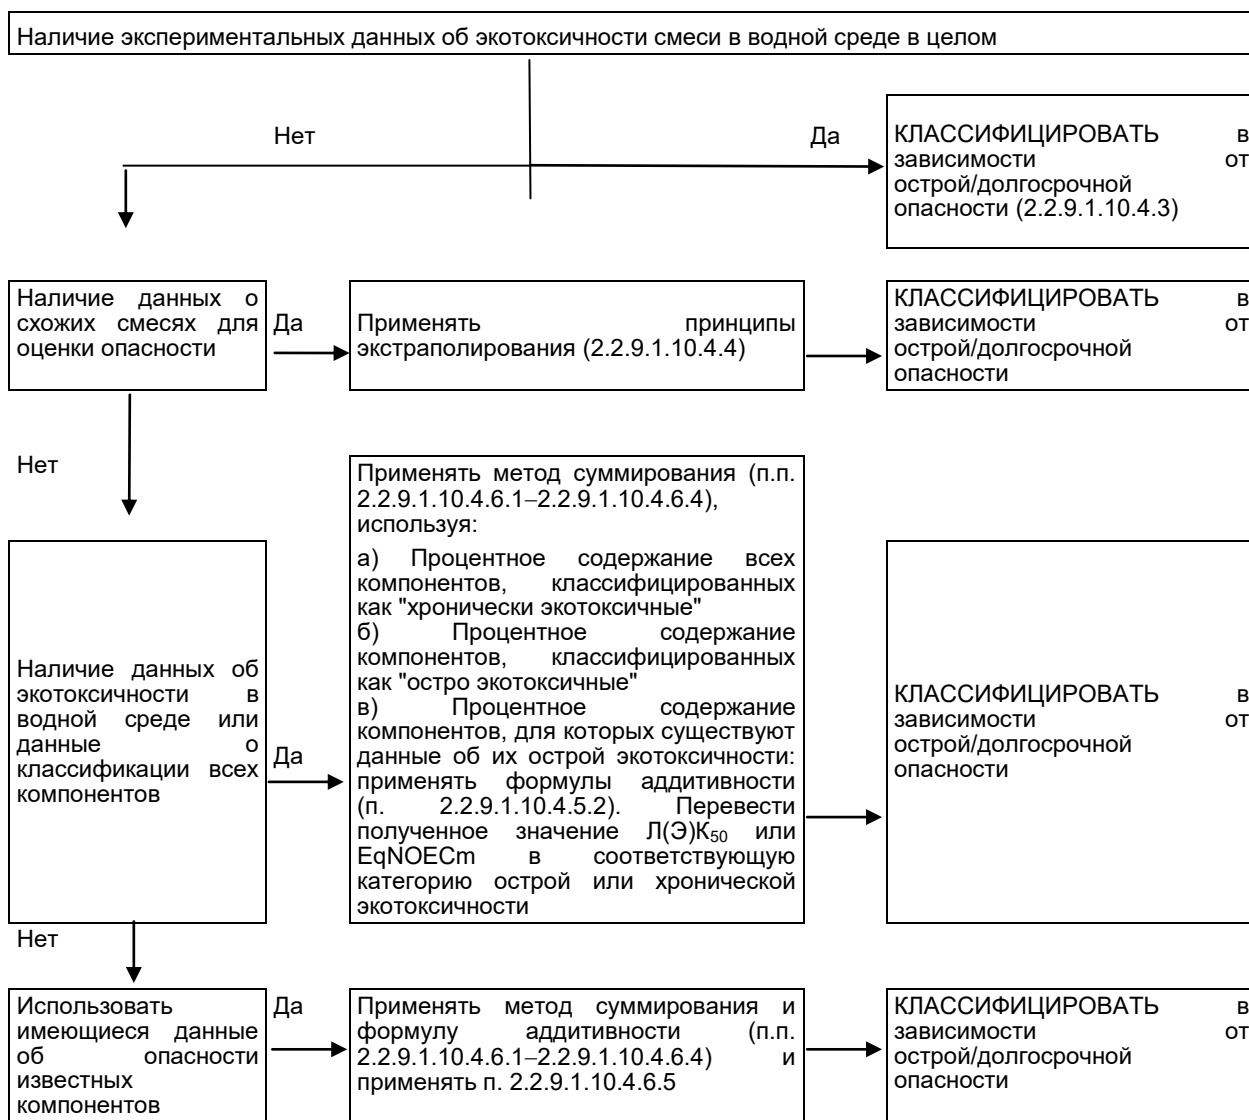 Наличие экспериментальных данных об экотоксичности смеси в водной среде в целом
Нет
Да
КЛАССИФИЦИРОВАТЬ в
зависимости от
острой/долгосрочной
опасности (2.2.9.1.10.4.3)
Наличие данных о
схожих смесях для
оценки опасности
Да
Применять принципы
экстраполирования (2.2.9.1.10.4.4)
КЛАССИФИЦИРОВАТЬ в
зависимости от
острой/долгосрочной
опасности
Нет
Наличие данных об
экотоксичности в
водной среде или
данные о
классификации всех
компонентов
Да
Применять метод суммирования (п.п.
2.2.9.1.10.4.6.1–2.2.9.1.10.4.6.4),
используя:
а) Процентное содержание всех
компонентов, классифицированных
как "хронически экотоксичные"
б) Процентное содержание
компонентов, классифицированных
как "остро экотоксичные"
в) Процентное содержание
компонентов, для которых существуют
данные об их острой экотоксичности:
применять формулы аддитивности
(п. 2.2.9.1.10.4.5.2). Перевести
полученное значение Л(Э)К50 или
EqNOECm в соответствующую
категорию острой или хронической
экотоксичности
КЛАССИФИЦИРОВАТЬ в
зависимости от
острой/долгосрочной
опасности
Нет
Использовать
имеющиеся данные
об опасности
известных
компонентов
Да
Применять метод суммирования и
формулу аддитивности (п.п.
2.2.9.1.10.4.6.1–2.2.9.1.10.4.6.4) и
применять п. 2.2.9.1.10.4.6.5
КЛАССИФИЦИРОВАТЬ в
зависимости от
острой/долгосрочной
опасности